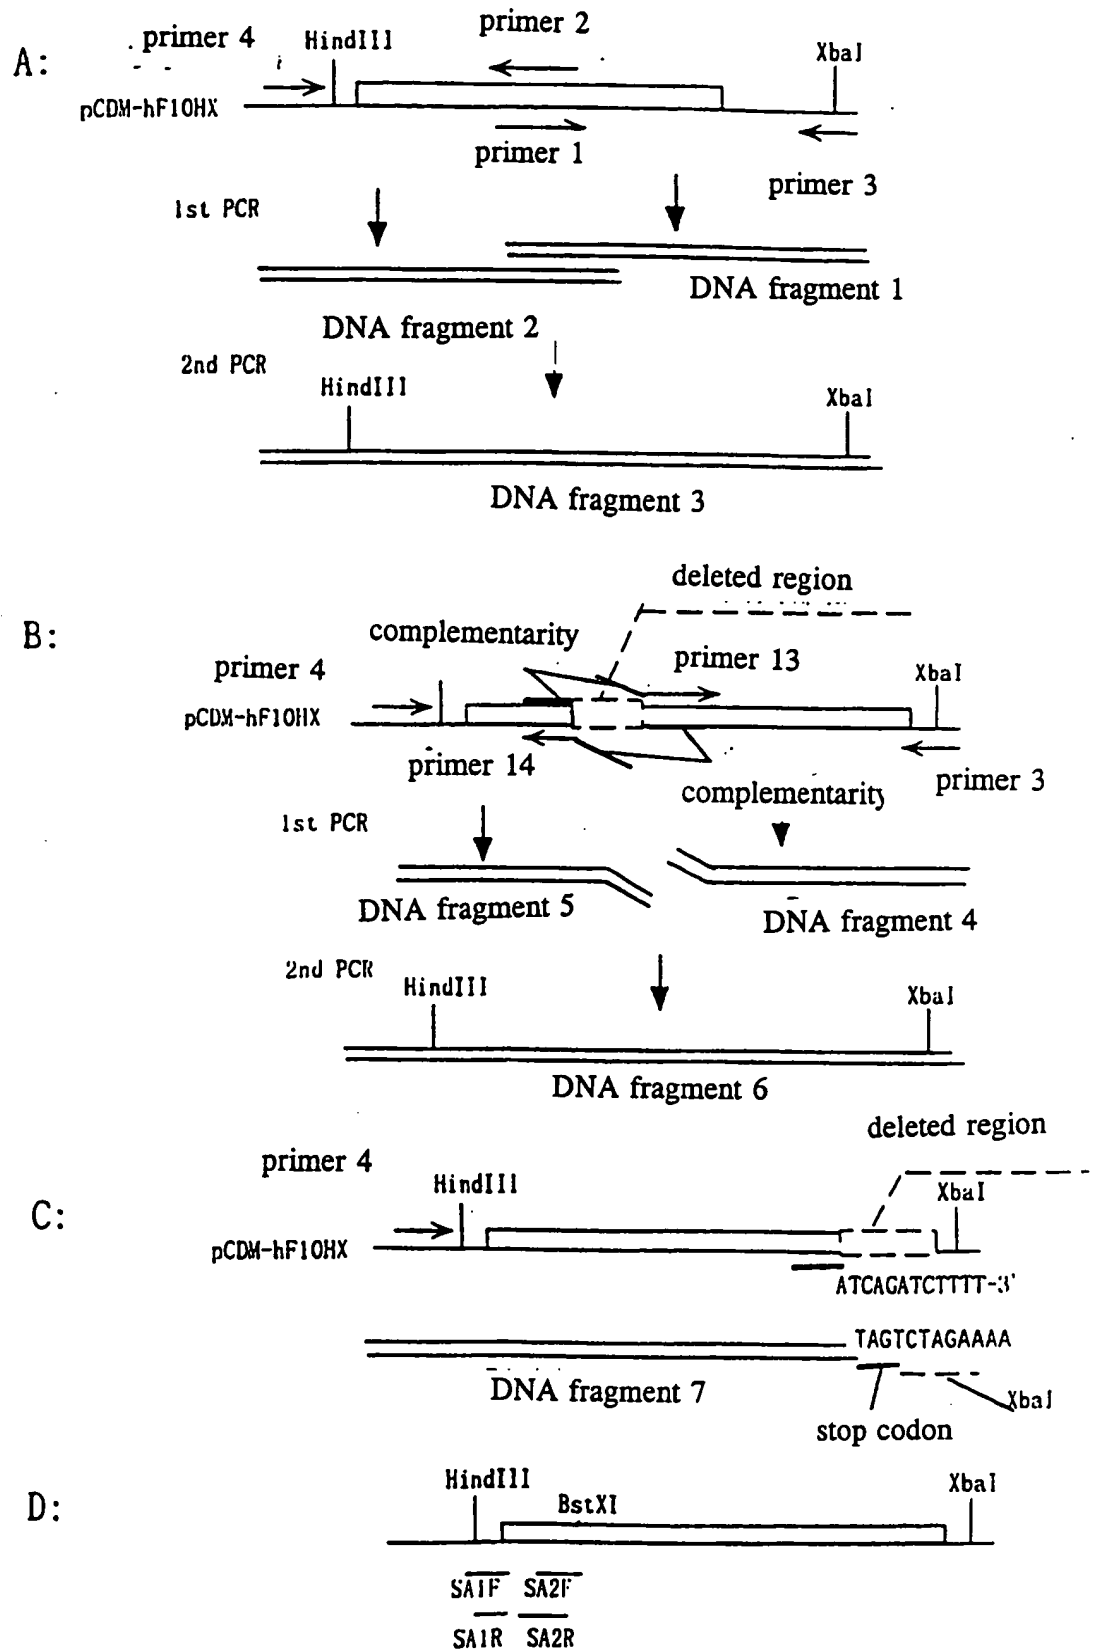 A:
primer 4
HindIII
primer 2
XbaI
pCDM-hF10HX
primer 1
primer 3
1st PCR
DNA fragment 1
DNA fragment 2
2nd PCR
HindIII
XbaI
DNA fragment 3
deleted region
B:
complementarity
primer 4
primer 13
XbaI
pCDM-hF10HX
primer 14
primer 3
complementarity
1st PCR
DNA fragment 5
DNA fragment 4
2nd PCR
HindIII
XbaI
DNA fragment 6
deleted region
primer 4
HindIII
XbaI
C:
pCDM-hF10HX
ATCAGATCTTTT-3'
TAGTCTAGAAAA
DNA fragment 7
XbaI
stop codon
D:
HindIII
BstXI
XbaI
SA1F SA2F
SA1R SA2R